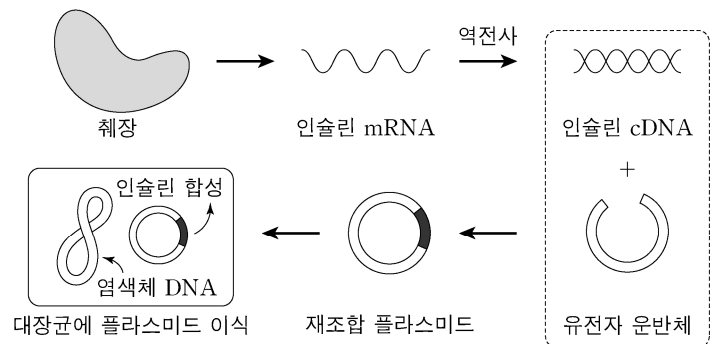 역전사
췌장
인슐린 mRNA
인슐린 cDNA
+
인슐린 합성
염색체 DNA
대장균에 플라스미드 이식
재조합 플라스미드
유전자 운반체